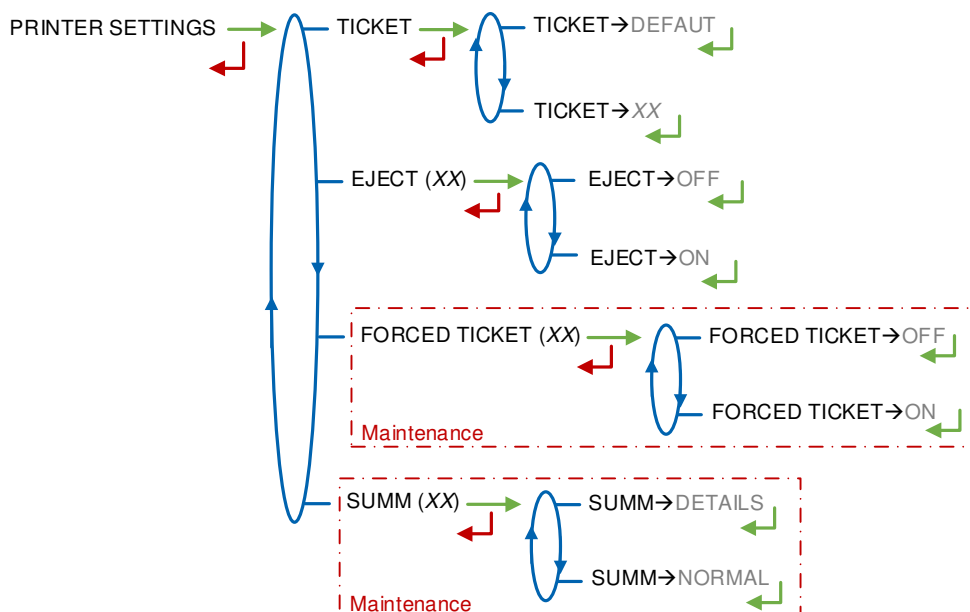 PRINTER SETTINGS
TICKET
TICKET→DEFAUT
TICKET→XX
EJECT (XX)
EJECT→OFF
EJECT→ON
FORCED TICKET (XX)
FORCED TICKET→OFF
FORCED TICKET→ON
Maintenance
SUMM (XX)
SUMM→DETAILS
SUMM→NORMAL
Maintenance